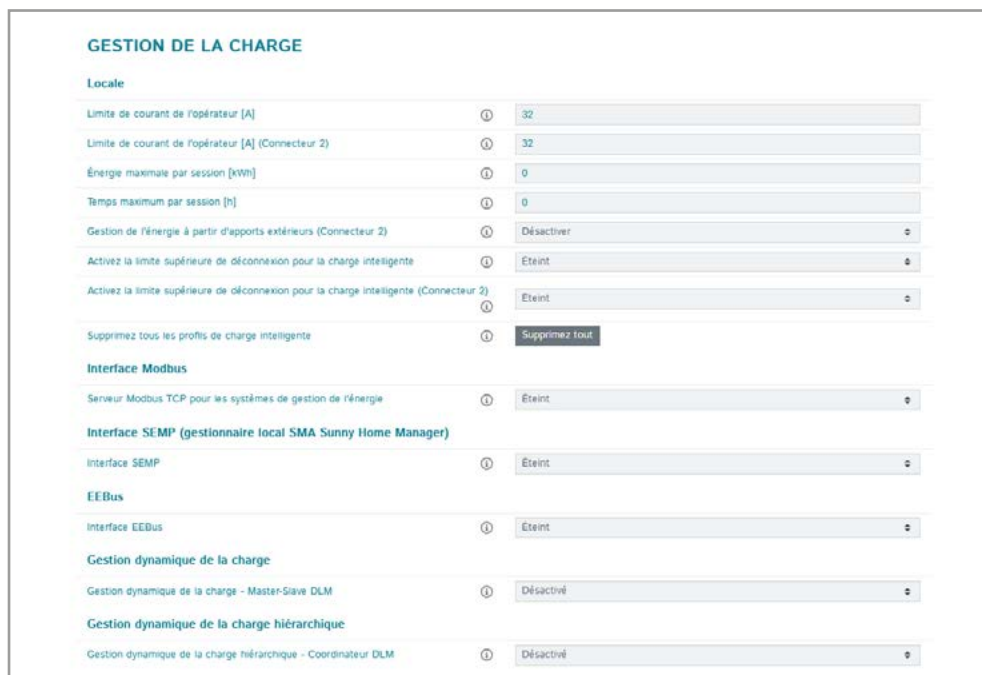 GESTION DE LA CHARGE
Locale
Limite de courant de l'opérateur [A]
32
Limite de courant de l'opérateur [A] (Connecteur 2)
32
Énergie maximale par session [kWh]
0
Temps maximum par session [h]
0
Gestion de l'énergie à partir d'apports extérieurs (Connecteur 2)
Désactiver
Activez la limite supérieure de déconnexion pour la charge intelligente
Éteint
Activez la limite supérieure de déconnexion pour la charge intelligente (Connecteur 2)
Éteint
Supprimez tous les profils de charge intelligente
Supprimez tout
Interface Modbus
Serveur Modbus TCP pour les systèmes de gestion de l'énergie
Éteint
Interface SEMP (gestionnaire local SMA Sunny Home Manager)
Interface SEMP
Éteint
EEBus
Interface EEBus
Éteint
Gestion dynamique de la charge
Gestion dynamique de la charge - Master-Slave DLM
Désactivé
Gestion dynamique de la charge hiérarchique
Gestion dynamique de la charge hiérarchique - Coordinateur DLM
Désactivé